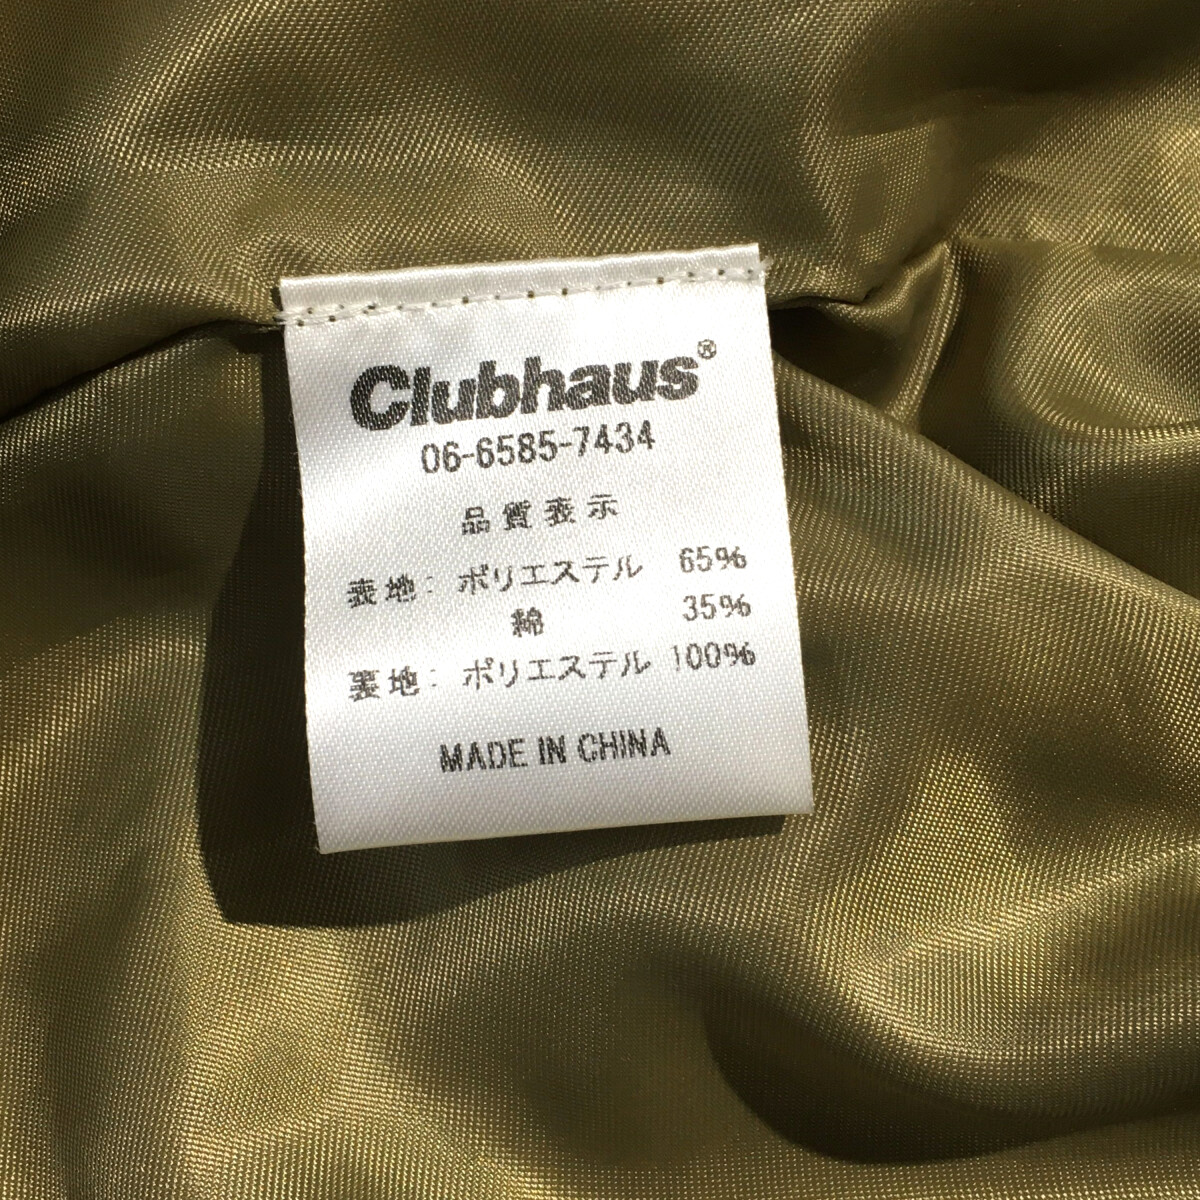 Clubhaus®
06-6585-7434
品質表示
表地: ポリエステル 65%
綿 35%
裏地: ポリエステル 100%
MADE IN CHINA